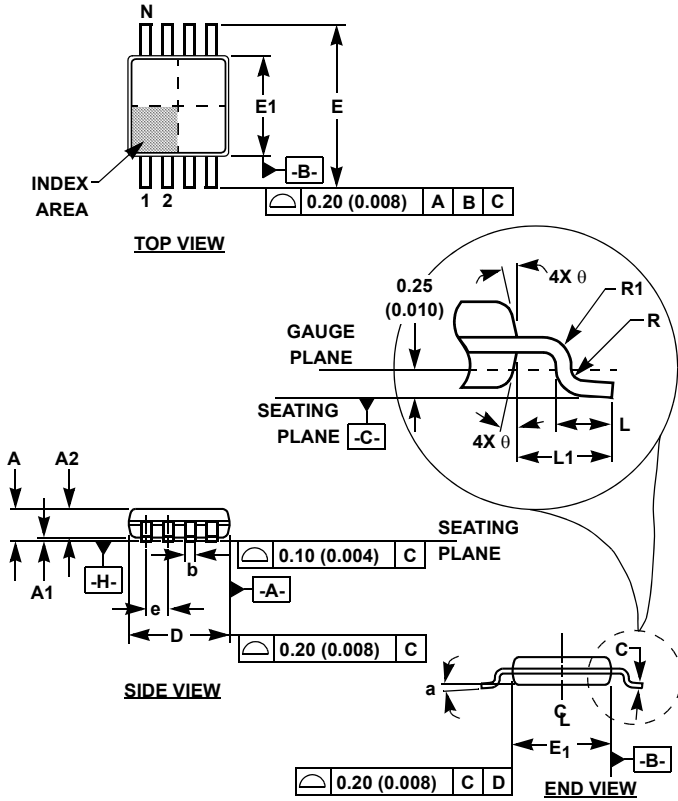 N
E1
E
-B-
INDEX
AREA
1 2
⌓ 0.20 (0.008) A B C
TOP VIEW
0.25
(0.010)
4X θ
R1
R
GAUGE
PLANE
SEATING
PLANE
-C-
4X θ
L
L1
A
A2
SEATING
PLANE
A1
-H-
b
⌓ 0.10 (0.004) C
-A-
e
D
⌓ 0.20 (0.008) C
SIDE VIEW
C
a
CL
E1
-B-
⌓ 0.20 (0.008) C D
END VIEW